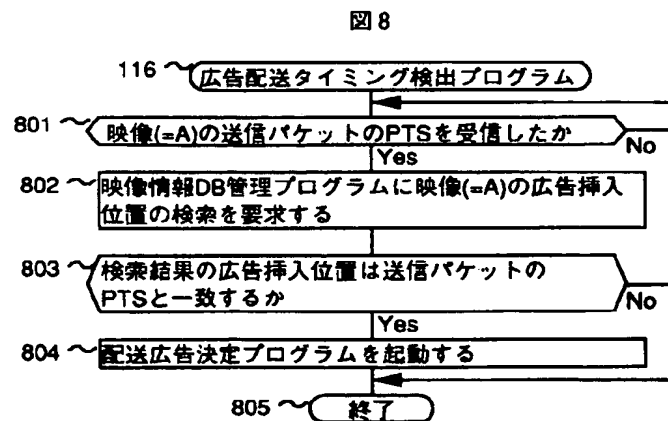 図8
116 広告配送タイミング検出プログラム
801 映像(=A)の送信パケットのPTSを受信したか
No
Yes
802 映像情報DB管理プログラムに映像(=A)の広告挿入
位置の検索を要求する
803 検索結果の広告挿入位置は送信パケットの
PTSと一致するか
No
Yes
804 配送広告決定プログラムを起動する
805 終了